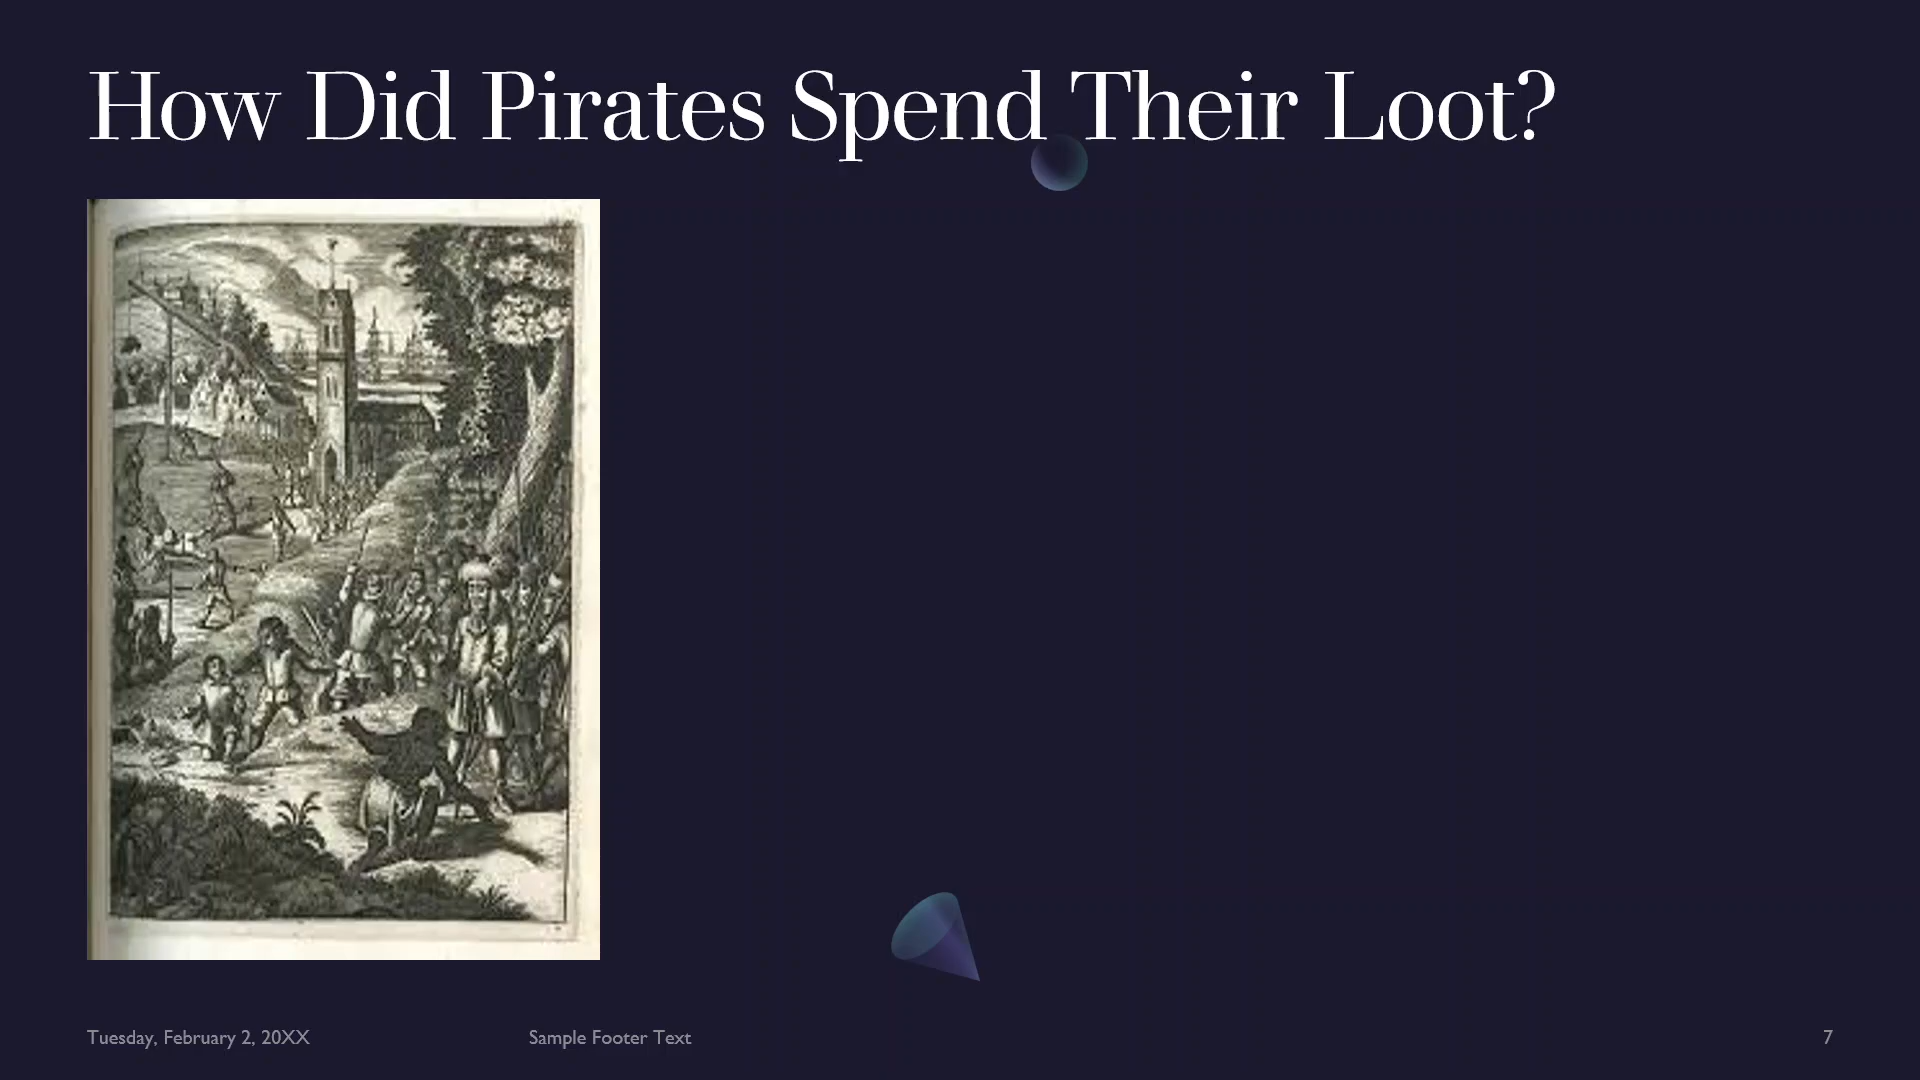 How Did Pirates Spend Their Loot?
Tuesday, February 2, 20XX
Sample Footer Text
7